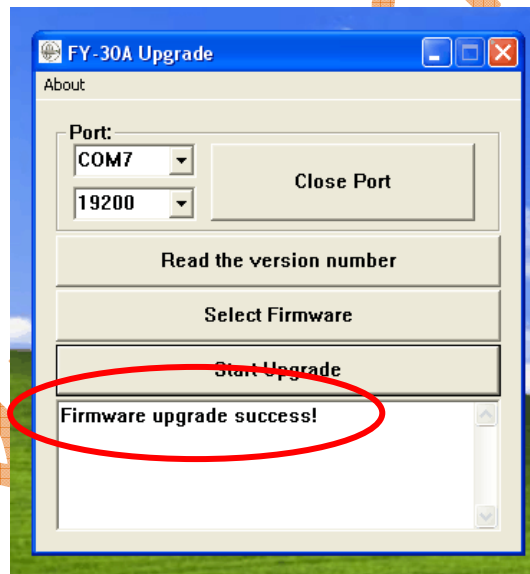 FY-30A Upgrade
About
Port:
COM7
Close Port
19200
Read the version number
Select Firmware
Start Upgrade
Firmware upgrade success!